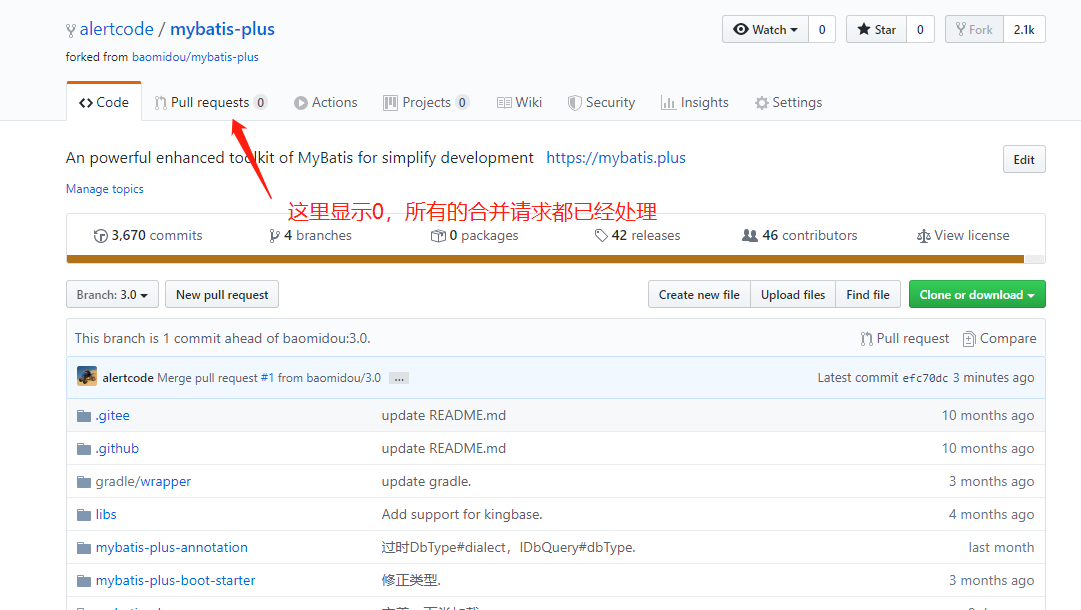 alertcode / mybatis-plus
Watch 0 Star 0 Fork 2.1k
forked from baomidou/mybatis-plus
Code Pull requests 0 Actions Projects 0 Wiki Security Insights Settings
An powerful enhanced toolkit of MyBatis for simplify development https://mybatis.plus Edit
Manage topics
这里显示0，所有的合并请求都已经处理
3,670 commits 4 branches 0 packages 42 releases 46 contributors View license
Branch: 3.0 New pull request Create new file Upload files Find file Clone or download
This branch is 1 commit ahead of baomidou:3.0. Pull request Compare
alertcode Merge pull request #1 from baomidou/3.0 ... Latest commit efc70dc 3 minutes ago
.gitee update README.md 10 months ago
.github update README.md 10 months ago
gradle/wrapper update gradle. 3 months ago
libs Add support for kingbase. 4 months ago
mybatis-plus-annotation 过时DbType#dialect，IDbQuery#dbType. last month
mybatis-plus-boot-starter 修正类型. 3 months ago